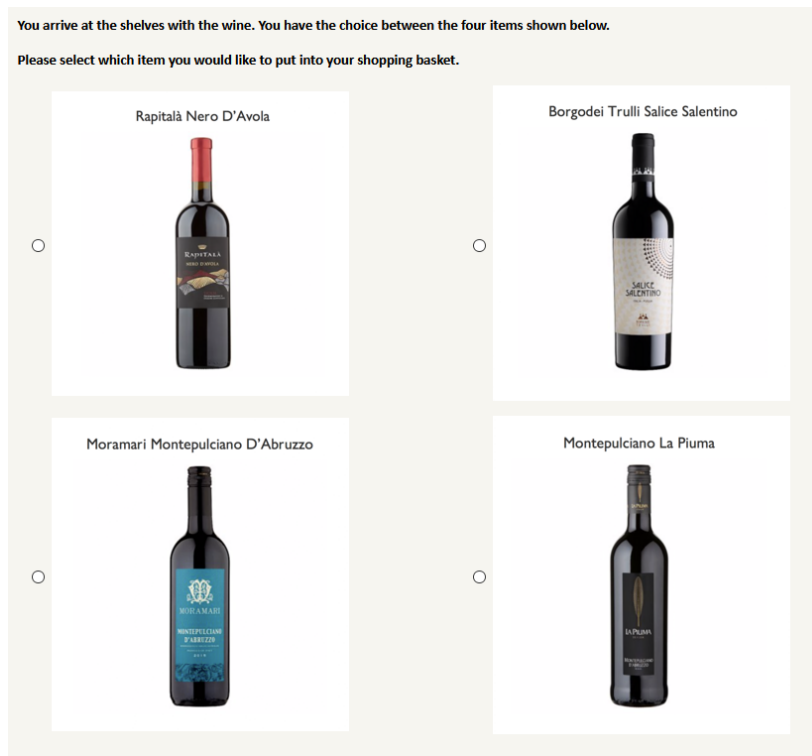 You arrive at the shelves with the wine. You have the choice between the four items shown below.
Please select which item you would like to put into your shopping basket.
Rapitalà Nero D'Avola
RAPITALÀ
NERO D'AVOLA
Borgodei Trulli Salice Salentino
SALICE
SALENTINO
Moramari Montepulciano D'Abruzzo
MORAMARI
MONTEPULCIANO
D'ABRUZZO
Montepulciano La Piuma
LA PIUMA
MONTEPULCIANO
D'ABRUZZO